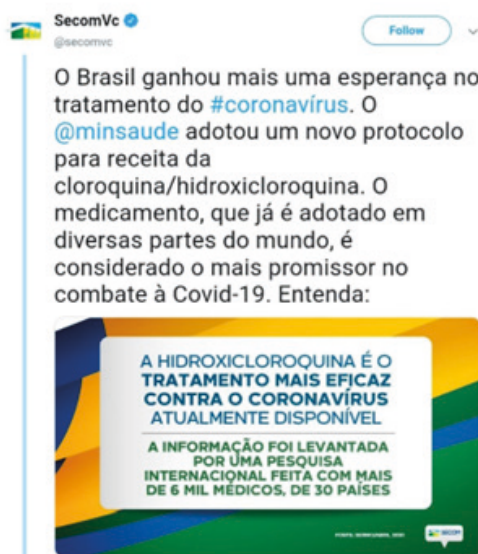 SecomVc
@secomvc
Follow
O Brasil ganhou mais uma esperança no
tratamento do #coronavírus. O
@minsaude adotou um novo protocolo
para receita da
cloroquina/hidroxicloroquina. O
medicamento, que já é adotado em
diversas partes do mundo, é
considerado o mais promissor no
combate à Covid-19. Entenda:
A HIDROXICLOROQUINA É O
TRATAMENTO MAIS EFICAZ
CONTRA O CORONAVÍRUS
ATUALMENTE DISPONÍVEL
A INFORMAÇÃO FOI LEVANTADA
POR UMA PESQUISA
INTERNACIONAL FEITA COM MAIS
DE 6 MIL MÉDICOS, DE 30 PAÍSES
SECOM